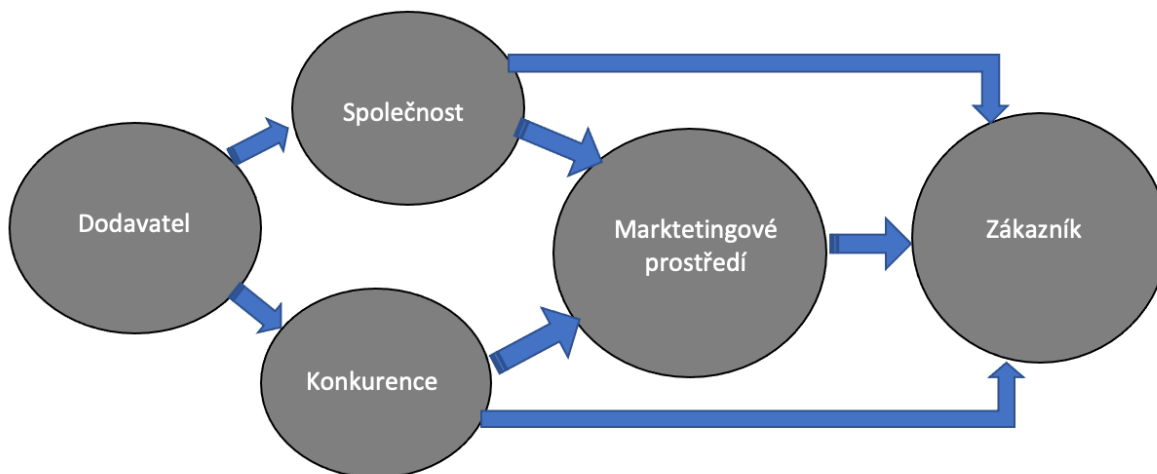 Společnost
Dodavatel
Marktetingové
prostředí
Zákazník
Konkurence